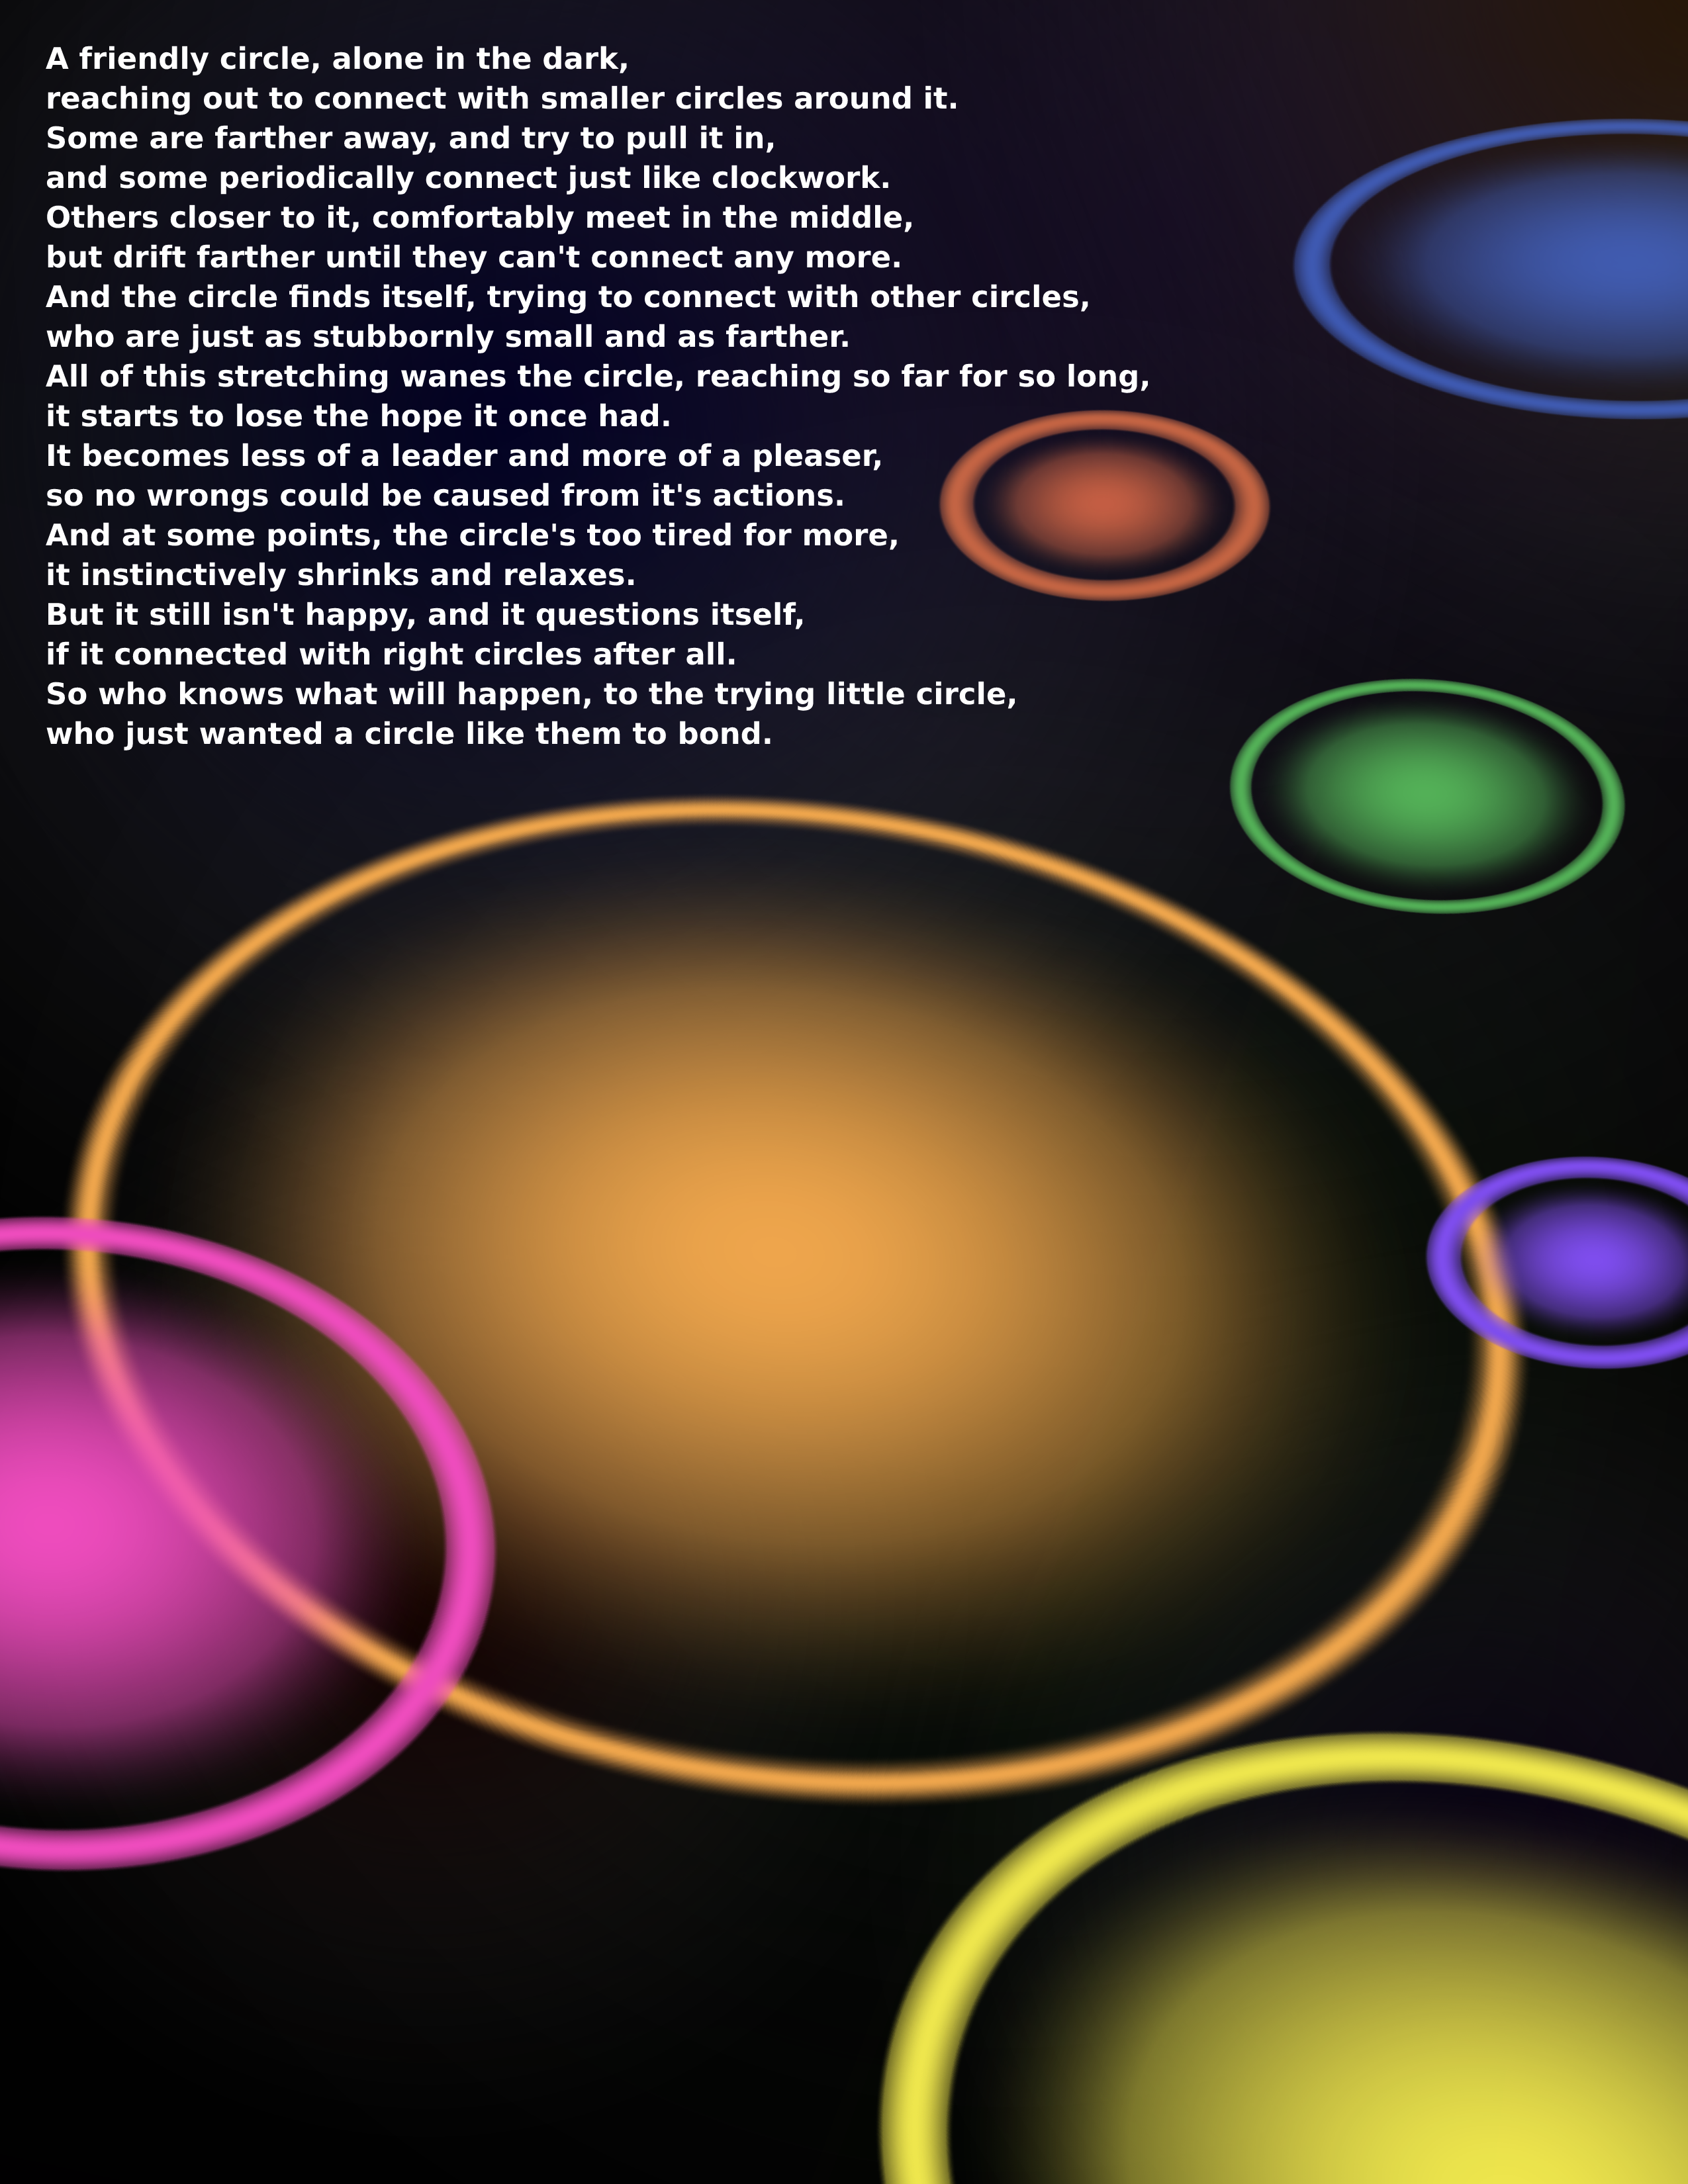 A friendly circle, alone in the dark,
reaching out to connect with smaller circles around it.
Some are farther away, and try to pull it in,
and some periodically connect just like clockwork.
Others closer to it, comfortably meet in the middle,
but drift farther until they can't connect any more.
And the circle finds itself, trying to connect with other circles,
who are just as stubbornly small and as farther.
All of this stretching wanes the circle, reaching so far for so long,
it starts to lose the hope it once had.
It becomes less of a leader and more of a pleaser,
so no wrongs could be caused from it's actions.
And at some points, the circle's too tired for more,
it instinctively shrinks and relaxes.
But it still isn't happy, and it questions itself,
if it connected with right circles after all.
So who knows what will happen, to the trying little circle,
who just wanted a circle like them to bond.